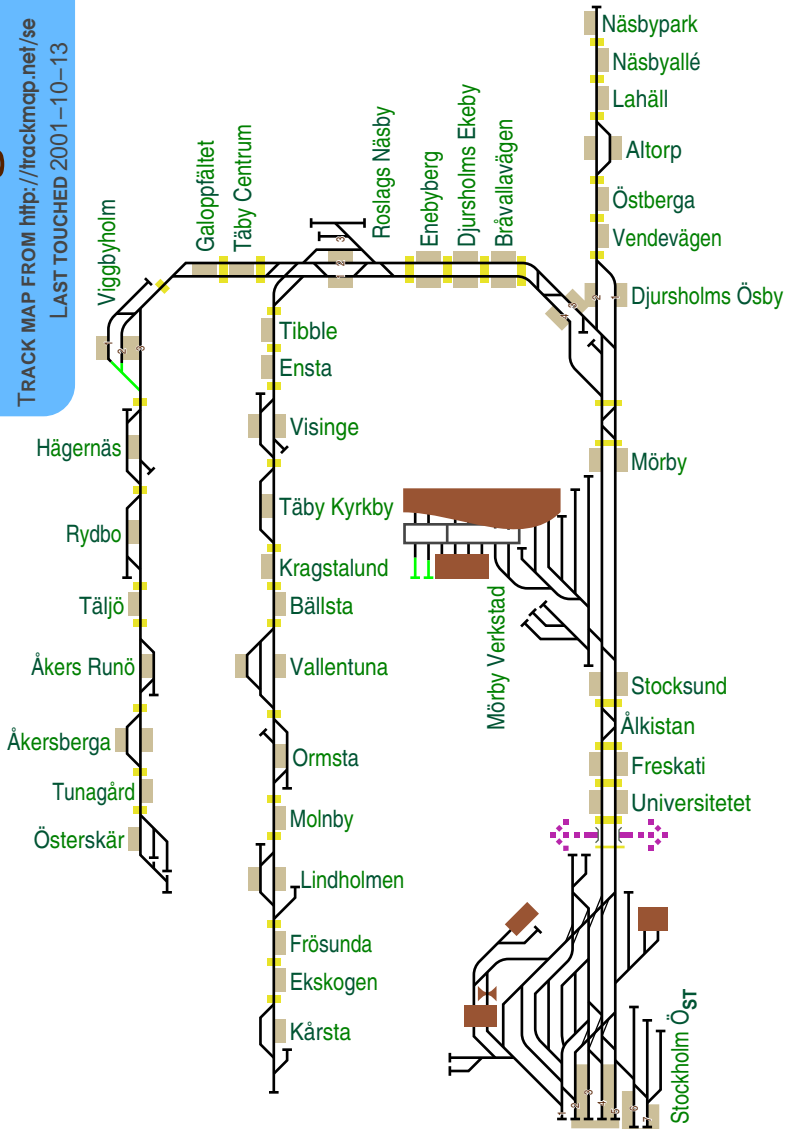 TRACK MAP FROM http://trackmap.net/se
LAST TOUCHED 2001-10-13
Näsbypark
Näsbyallé
Lahäll
Altorp
Östberga
Vendevägen
Djursholms Ösby
Mörby
Stocksund
Ålkistan
Freskati
Universitetet
Stockholm ÖST
Mörby Verkstad
Bråvallavägen
Djursholms Ekeby
Enebyberg
Roslags Näsby
Täby Centrum
Galoppfältet
Viggbyholm
Hägernäs
Rydbo
Täljö
Åkers Runö
Åkersberga
Tunagård
Österskär
Tibble
Ensta
Visinge
Täby Kyrkby
Kragstalund
Bällsta
Vallentuna
Ormsta
Molnby
Lindholmen
Frösunda
Ekskogen
Kårsta